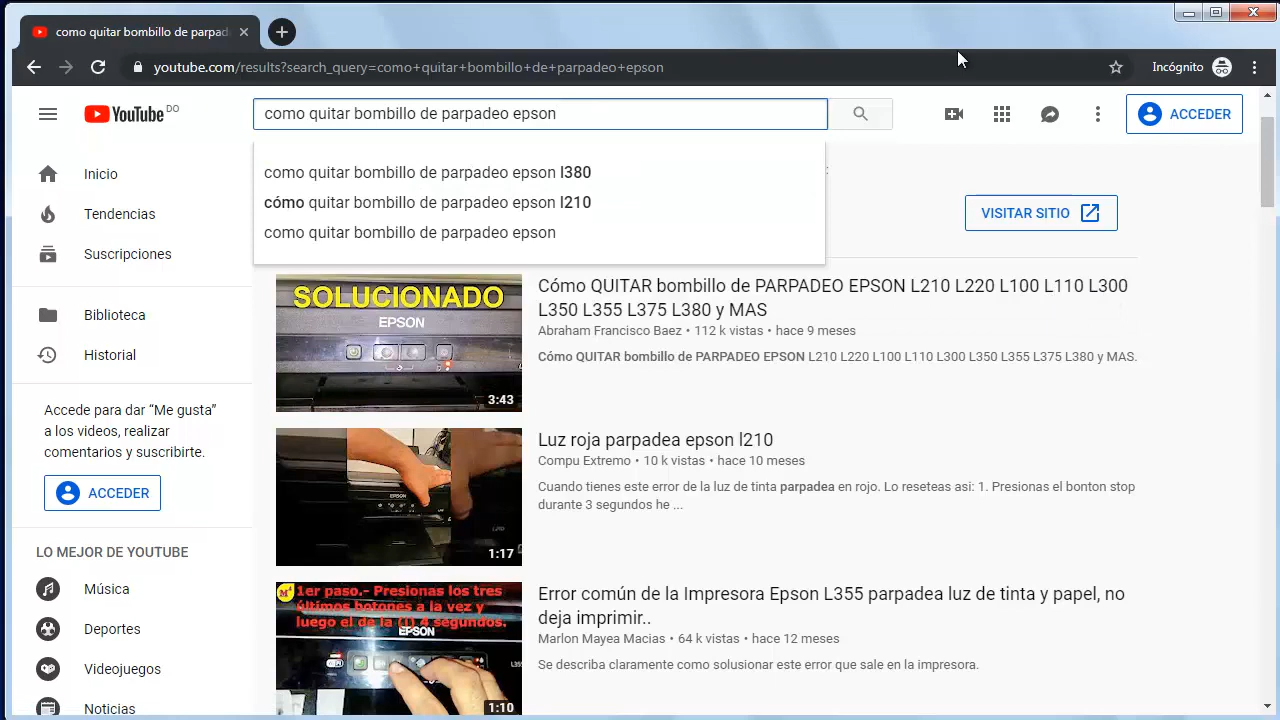 como quitar bombillo de parpad
youtube.com/results?search_query=como+quitar+bombillo+de+parpadeo+epson
Incógnito
YouTube DO
como quitar bombillo de parpadeo epson
ACCEDER
como quitar bombillo de parpadeo epson l380
cómo quitar bombillo de parpadeo epson l210
como quitar bombillo de parpadeo epson
VISITAR SITIO
Inicio
Tendencias
Suscripciones
Biblioteca
Historial
Accede para dar “Me gusta”
a los videos, realizar
comentarios y suscribirte.
ACCEDER
LO MEJOR DE YOUTUBE
Música
Deportes
Videojuegos
Noticias
SOLUCIONADO
EPSON
3:43
Cómo QUITAR bombillo de PARPADEO EPSON L210 L220 L100 L110 L300
L350 L355 L375 L380 y MAS
Abraham Francisco Baez • 112 k vistas • hace 9 meses
Cómo QUITAR bombillo de PARPADEO EPSON L210 L220 L100 L110 L300 L350 L355 L375 L380 y MAS.
EPSON
1:17
Luz roja parpadea epson l210
Compu Extremo • 10 k vistas • hace 10 meses
Cuando tienes este error de la luz de tinta parpadea en rojo. Lo reseteas asi: 1. Presionas el bonton stop
durante 3 segundos he ...
1er paso.- Presionas los tres
últimos botones a la vez y
luego el de la (I) 4 segundos.
EPSON
L355
1:10
Error común de la Impresora Epson L355 parpadea luz de tinta y papel, no
deja imprimir..
Marlon Mayea Macias • 64 k vistas • hace 12 meses
Se describa claramente como solusionar este error que sale en la impresora.